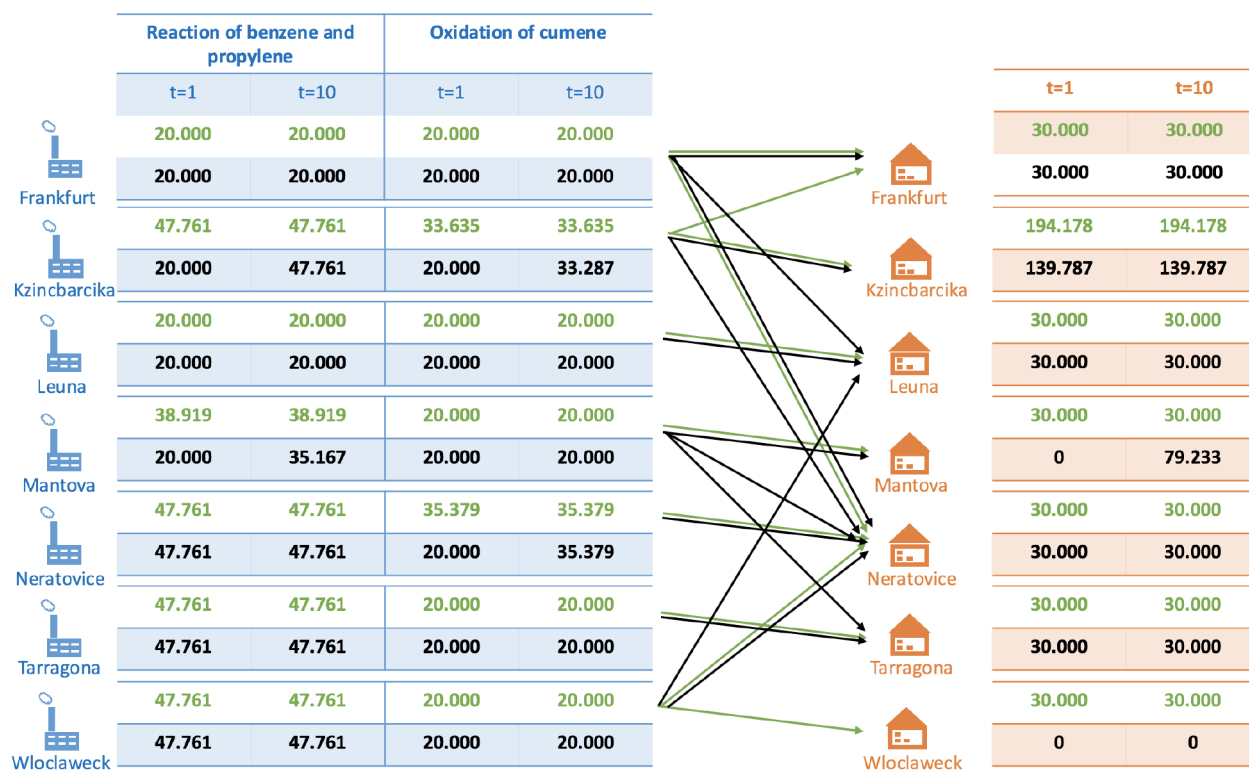 Reaction of benzene and propylene Oxidation of cumene
t=1 t=10 t=1 t=10 t=1 t=10
20.000 20.000 20.000 20.000 30.000 30.000
20.000 20.000 20.000 20.000 30.000 30.000
Frankfurt Frankfurt
47.761 47.761 33.635 33.635 194.178 194.178
20.000 47.761 20.000 33.287 139.787 139.787
Kzincbarcika Kzincbarcika
20.000 20.000 20.000 20.000 30.000 30.000
20.000 20.000 20.000 20.000 30.000 30.000
Leuna Leuna
38.919 38.919 20.000 20.000 30.000 30.000
20.000 35.167 20.000 20.000 0 79.233
Mantova Mantova
47.761 47.761 35.379 35.379 30.000 30.000
47.761 47.761 20.000 35.379 30.000 30.000
Neratovice Neratovice
47.761 47.761 20.000 20.000 30.000 30.000
47.761 47.761 20.000 20.000 30.000 30.000
Tarragona Tarragona
47.761 47.761 20.000 20.000 30.000 30.000
47.761 47.761 20.000 20.000 0 0
Wloclaweck Wloclaweck